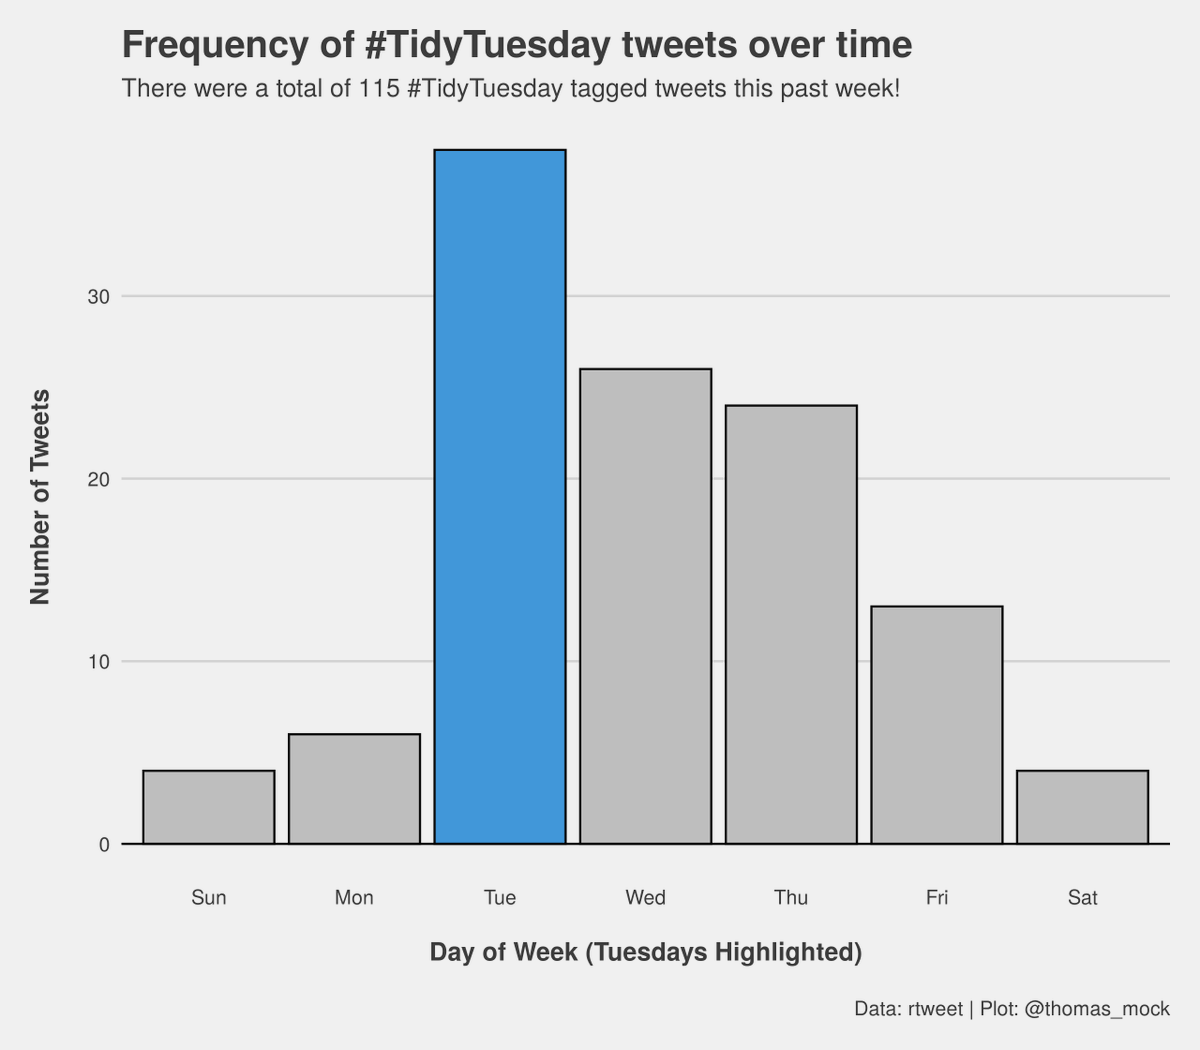 Frequency of #TidyTuesday tweets over time
There were a total of 115 #TidyTuesday tagged tweets this past week!
Number of Tweets
30
20
10
0
Sun Mon Tue Wed Thu Fri Sat
Day of Week (Tuesdays Highlighted)
Data: rtweet | Plot: @thomas_mock